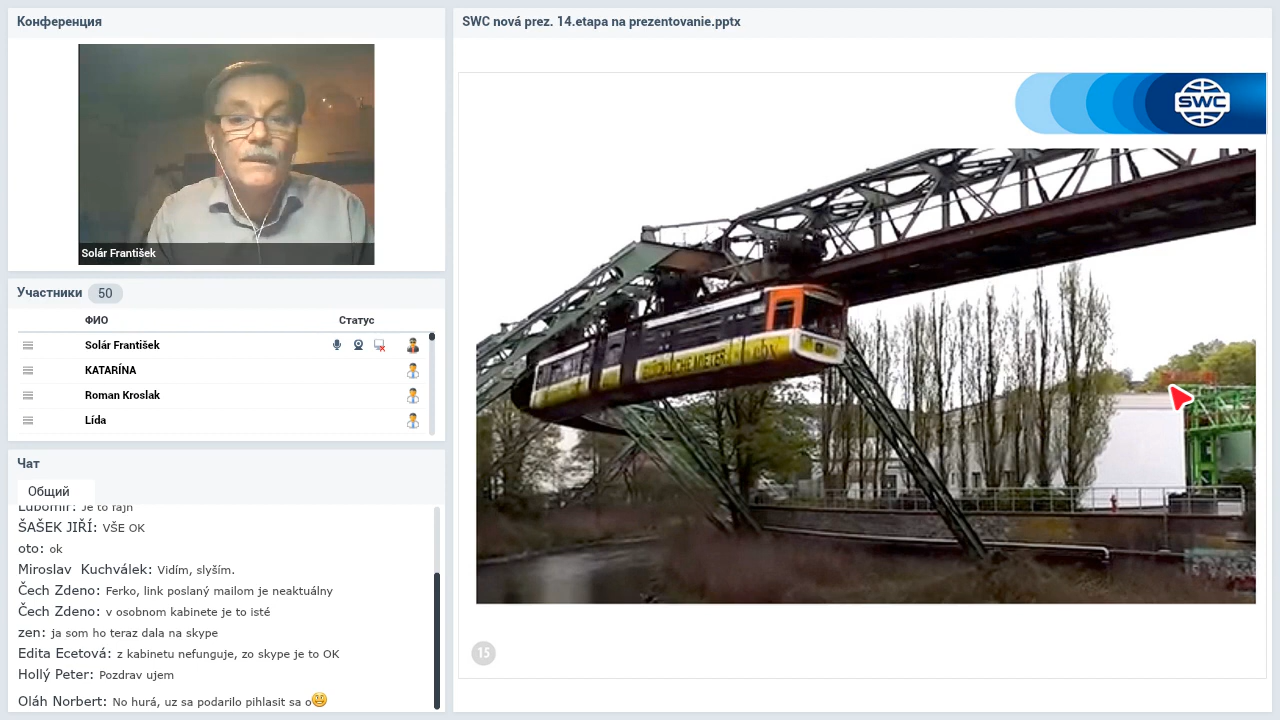 Конференция
Solár František
Участники 50
ФИО Статус
Solár František
KATARÍNA
Roman Kroslak
Lída
Чат
Общий
Ľubomír: Je to fajn
ŠAŠEK JIŘÍ: VŠE OK
oto: ok
Miroslav Kuchválek: Vidím, slyším.
Čech Zdeno: Ferko, link poslaný mailom je neaktuálny
Čech Zdeno: v osobnom kabinete je to isté
zen: ja som ho teraz dala na skype
Edita Ecetová: z kabinetu nefunguje, zo skype je to OK
Hollý Peter: Pozdrav ujem
Oláh Norbert: No hurá, uz sa podarilo pihlasit sa o
SWC nová prez. 14.etapa na prezentovanie.pptx
SWC
15